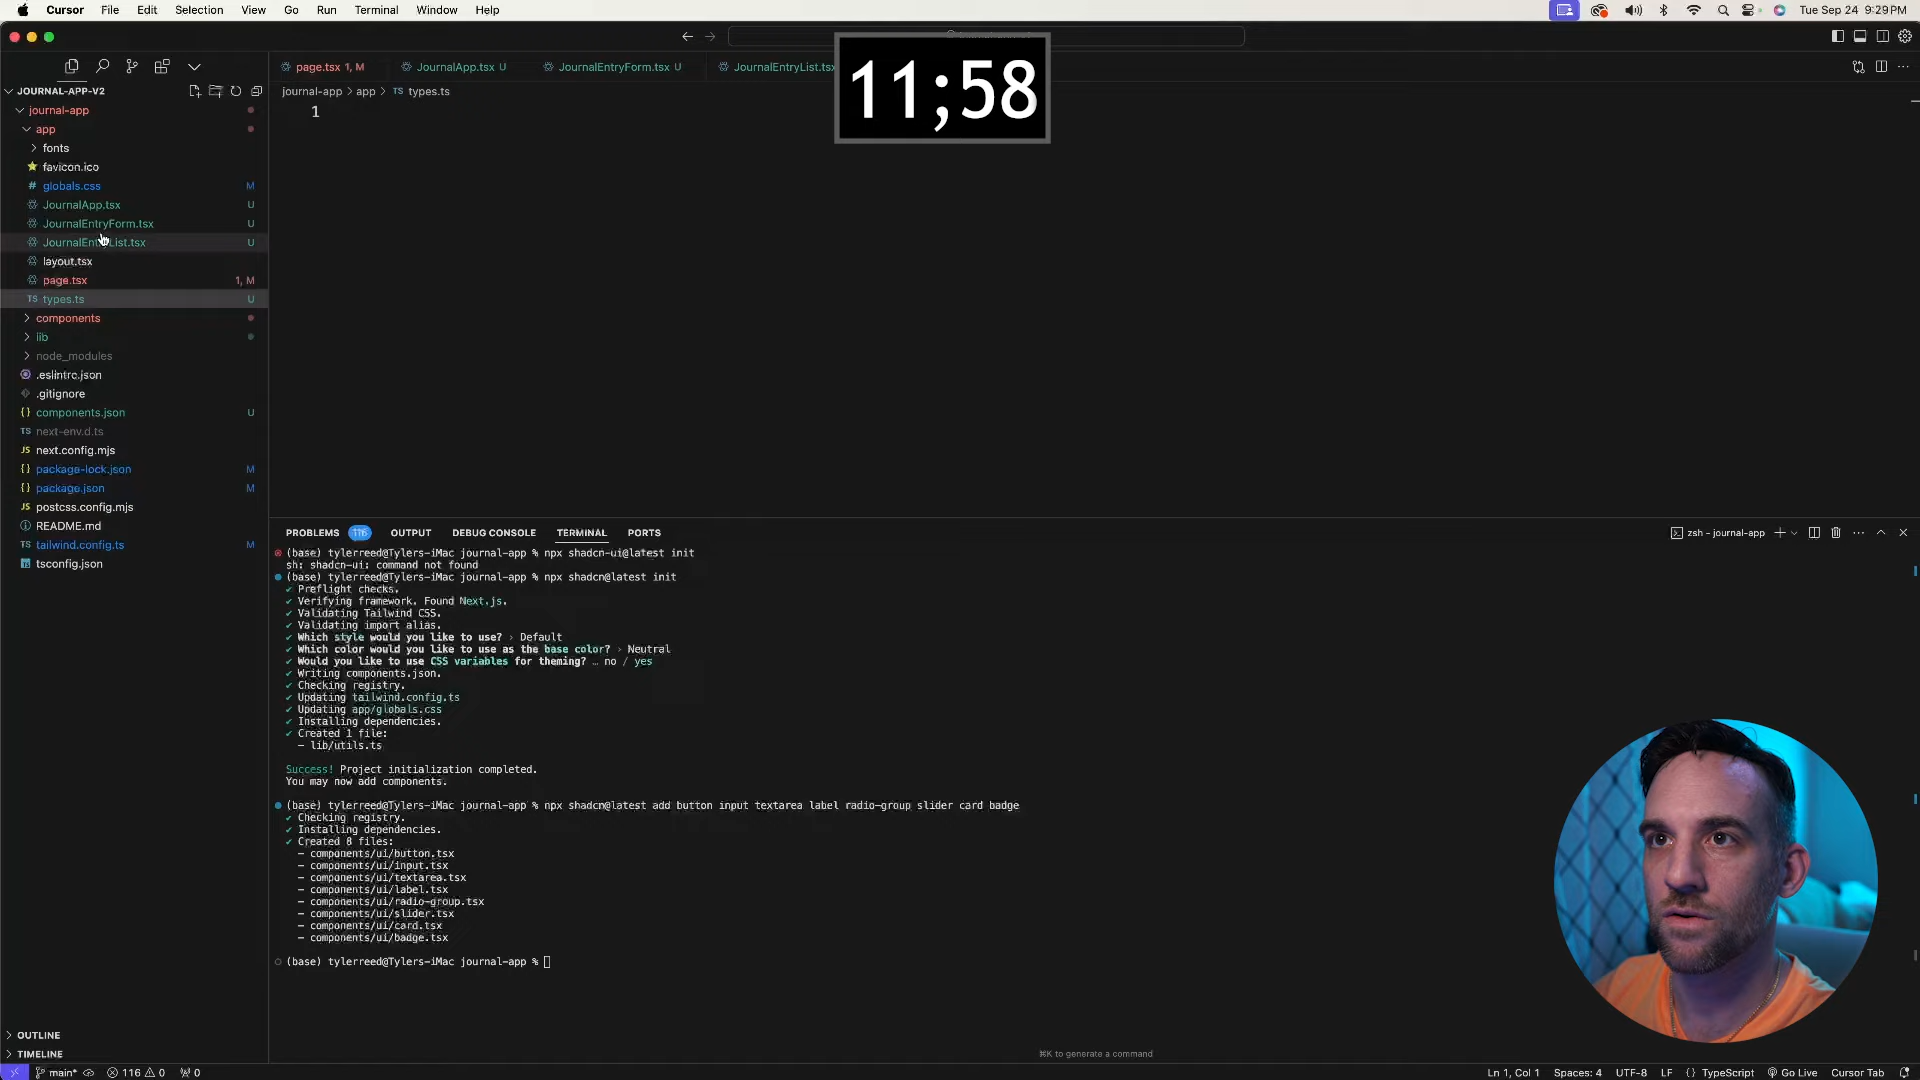 Cursor File Edit Selection View Go Run Terminal Window Help
Tue Sep 24 9:29 PM
11;58
JOURNAL-APP-V2
journal-app
app
fonts
favicon.ico
globals.css M
JournalApp.tsx U
JournalEntryForm.tsx U
JournalEntryList.tsx U
layout.tsx
page.tsx 1, M
types.ts U
components
lib
node_modules
.eslintrc.json
.gitignore
components.json U
next-env.d.ts
next.config.mjs
package-lock.json M
package.json M
postcss.config.mjs
README.md
tailwind.config.ts M
tsconfig.json
OUTLINE
TIMELINE
page.tsx 1, M JournalApp.tsx U JournalEntryForm.tsx U JournalEntryList.tsx
journal-app > app > TS types.ts
1
PROBLEMS 116 OUTPUT DEBUG CONSOLE TERMINAL PORTS
zsh - journal-app
(base) tylerreed@Tylers-iMac journal-app % npx shadcn-ui@latest init
sh: shadcn-ui: command not found
(base) tylerreed@Tylers-iMac journal-app % npx shadcn@latest init
✔ Preflight checks.
✔ Verifying framework. Found Next.js.
✔ Validating Tailwind CSS.
✔ Validating import alias.
✔ Which style would you like to use? › Default
✔ Which color would you like to use as the base color? › Neutral
✔ Would you like to use CSS variables for theming? … no / yes
✔ Writing components.json.
✔ Checking registry.
✔ Updating tailwind.config.ts
✔ Updating app/globals.css
✔ Installing dependencies.
✔ Created 1 file:
- lib/utils.ts
Success! Project initialization completed.
You may now add components.
(base) tylerreed@Tylers-iMac journal-app % npx shadcn@latest add button input textarea label radio-group slider card badge
✔ Checking registry.
✔ Installing dependencies.
✔ Created 8 files:
- components/ui/button.tsx
- components/ui/input.tsx
- components/ui/textarea.tsx
- components/ui/label.tsx
- components/ui/radio-group.tsx
- components/ui/slider.tsx
- components/ui/card.tsx
- components/ui/badge.tsx
(base) tylerreed@Tylers-iMac journal-app %
⌘K to generate a command
main* 116 0 0
Ln 1, Col 1 Spaces: 4 UTF-8 LF {} TypeScript Go Live Cursor Tab